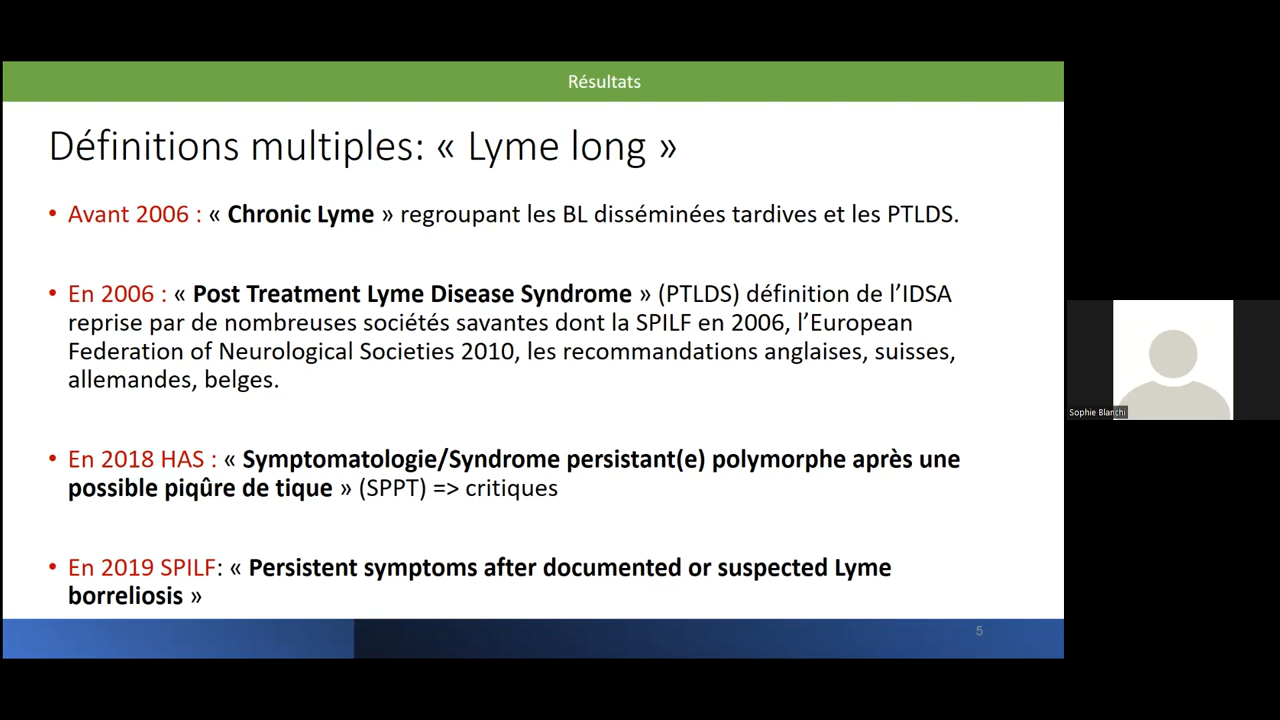 Résultats
Définitions multiples: « Lyme long »
• Avant 2006 : « Chronic Lyme » regroupant les BL disséminées tardives et les PTLDS.
• En 2006 : « Post Treatment Lyme Disease Syndrome » (PTLDS) définition de l’IDSA
reprise par de nombreuses sociétés savantes dont la SPILF en 2006, l’European
Federation of Neurological Societies 2010, les recommandations anglaises, suisses,
allemandes, belges.
• En 2018 HAS : « Symptomatologie/Syndrome persistant(e) polymorphe après une
possible piqûre de tique » (SPPT) => critiques
• En 2019 SPILF: « Persistent symptoms after documented or suspected Lyme
borreliosis »
5
Sophie Blanchi